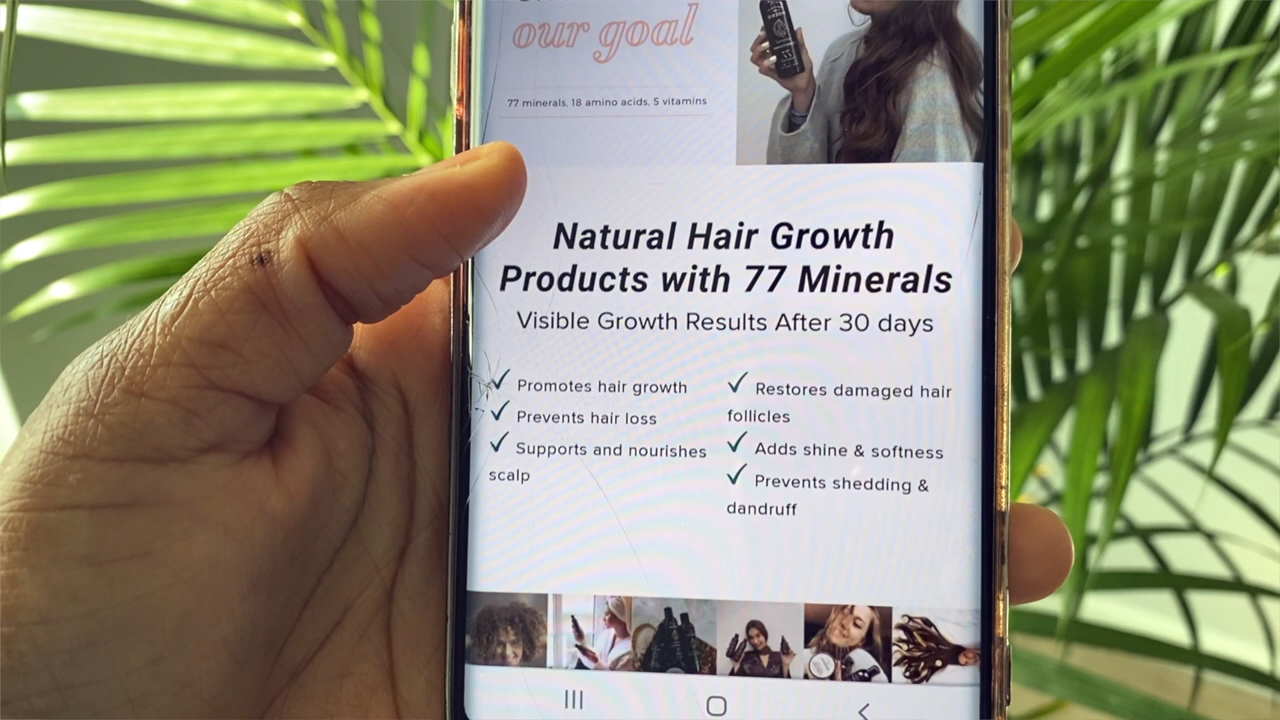 our goal
77 minerals, 18 amino acids, 5 vitamins
Natural Hair Growth
Products with 77 Minerals
Visible Growth Results After 30 days
✓ Promotes hair growth
✓ Prevents hair loss
✓ Supports and nourishes
scalp
✓ Restores damaged hair
follicles
✓ Adds shine & softness
✓ Prevents shedding &
dandruff